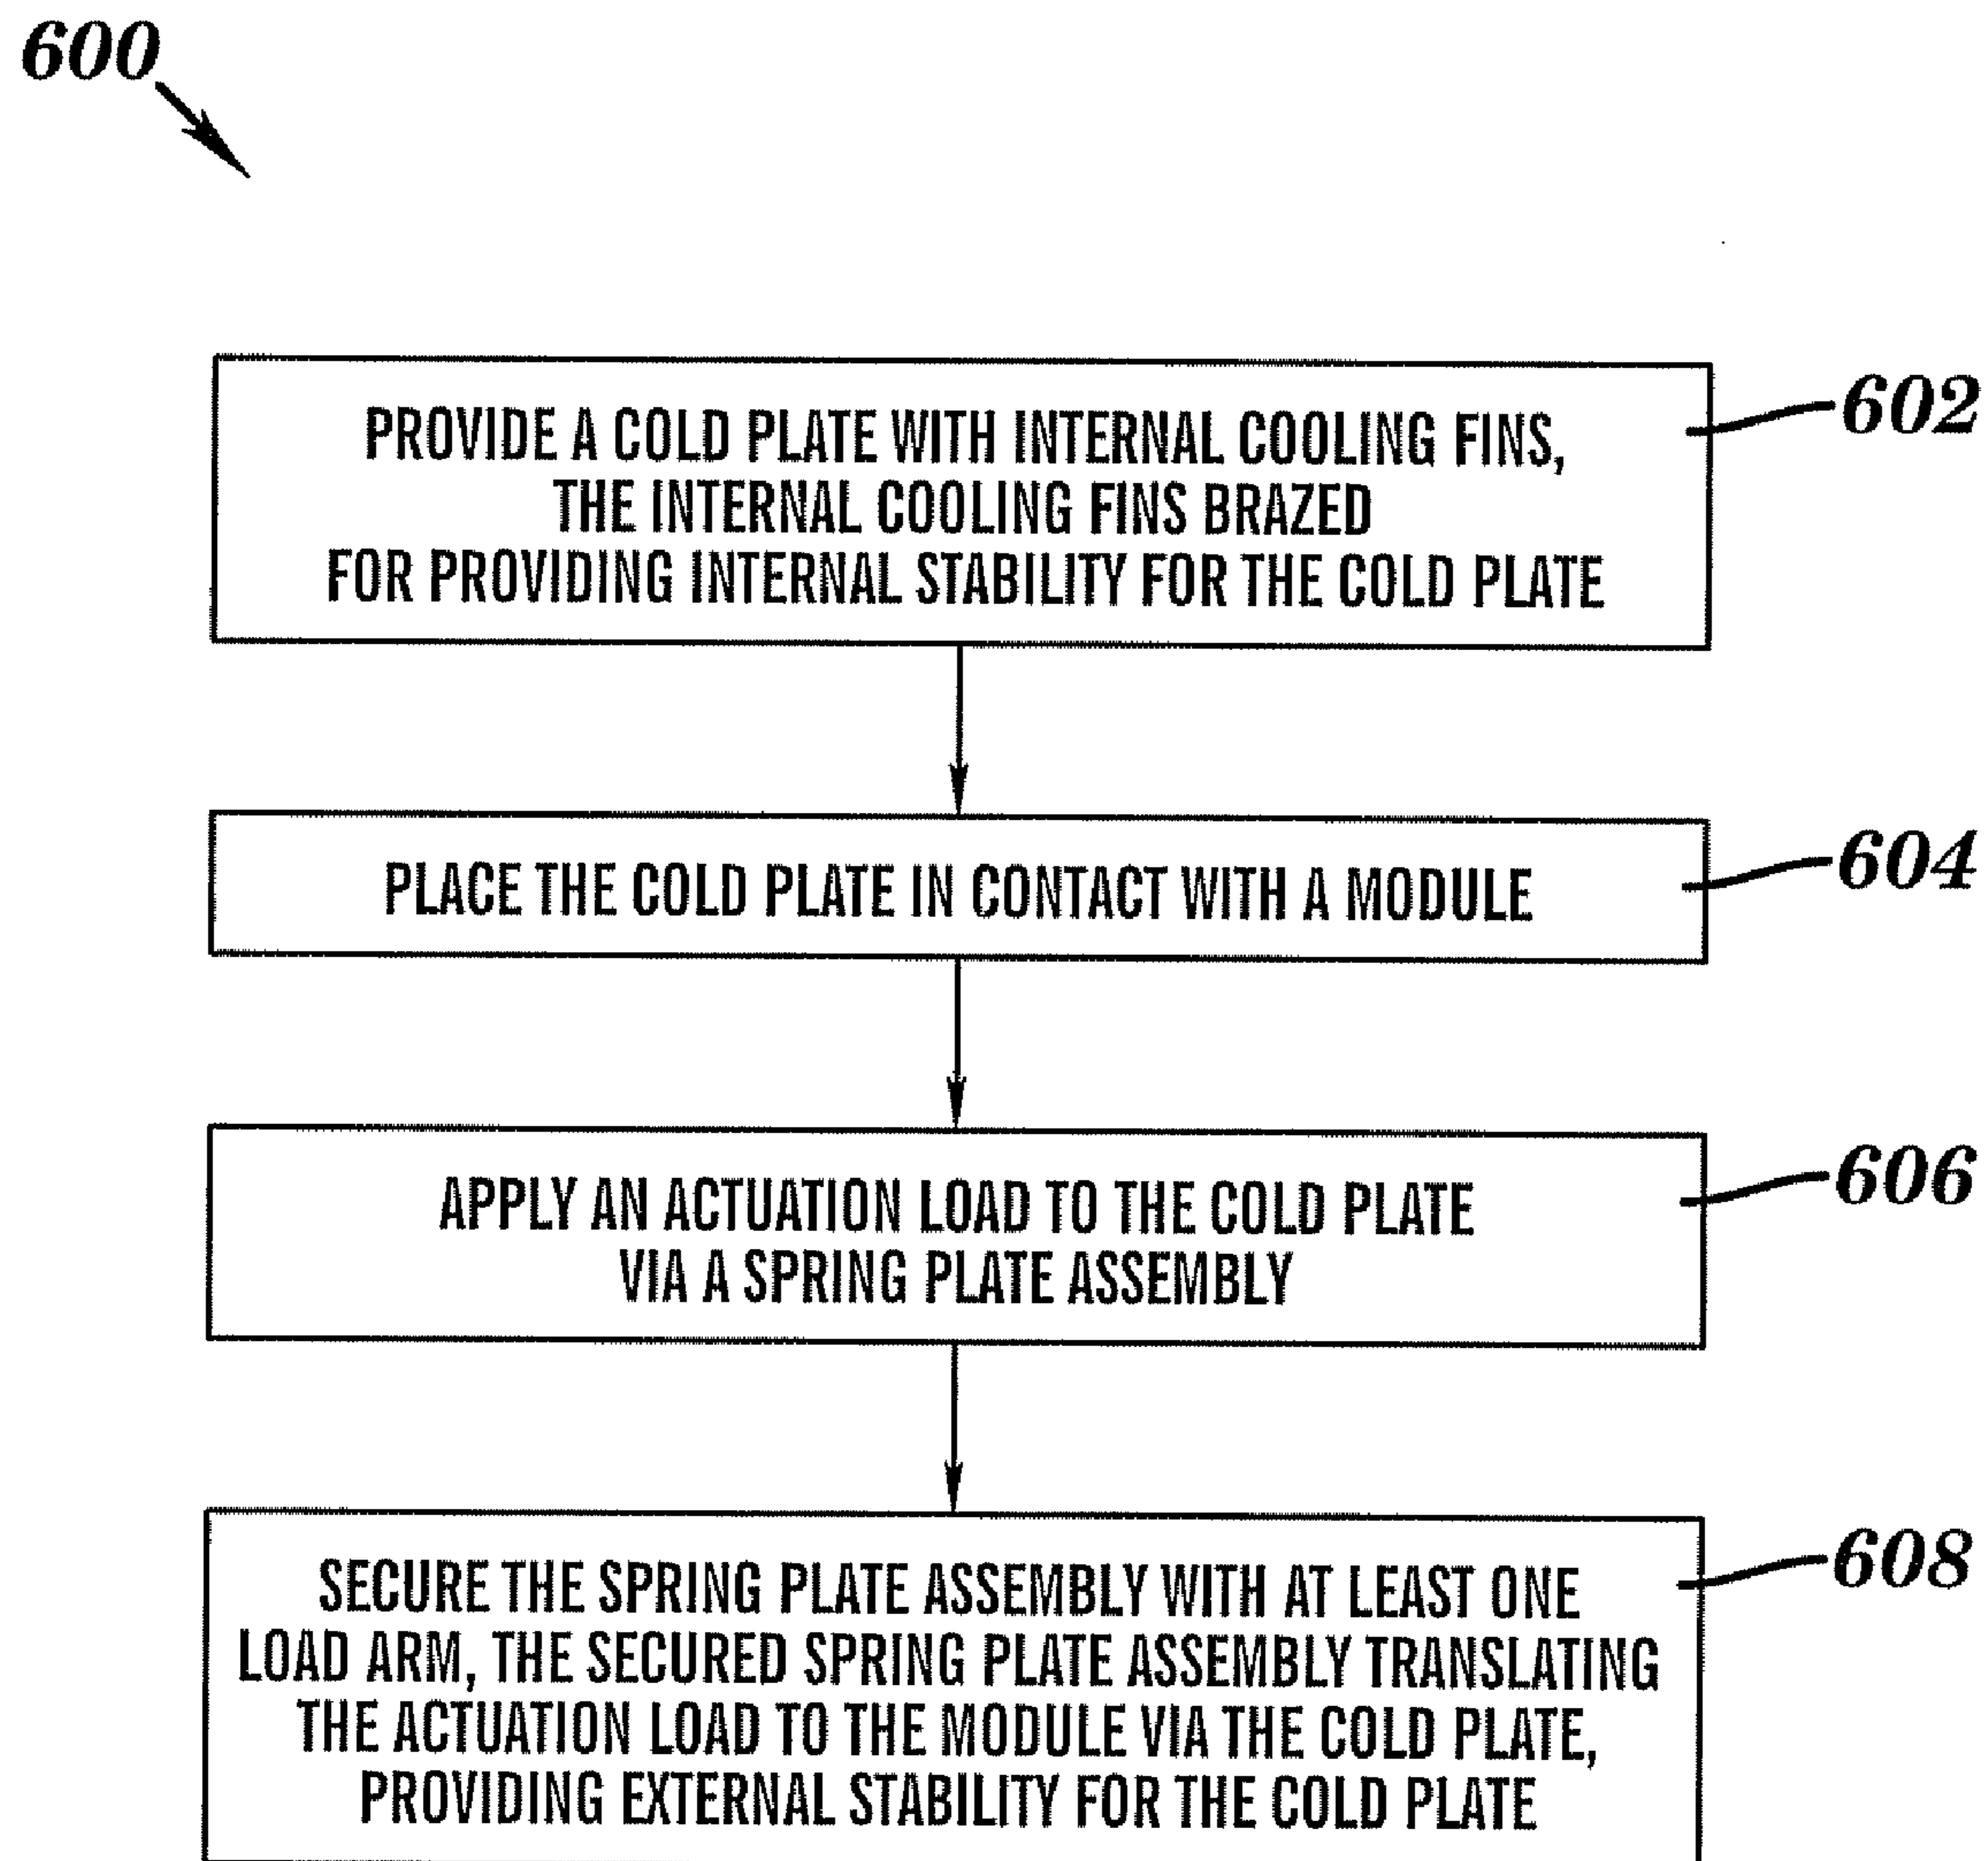 600
PROVIDE A COLD PLATE WITH INTERNAL COOLING FINS,
THE INTERNAL COOLING FINS BRAZED
FOR PROVIDING INTERNAL STABILITY FOR THE COLD PLATE
602
PLACE THE COLD PLATE IN CONTACT WITH A MODULE
604
APPLY AN ACTUATION LOAD TO THE COLD PLATE
VIA A SPRING PLATE ASSEMBLY
606
SECURE THE SPRING PLATE ASSEMBLY WITH AT LEAST ONE
LOAD ARM, THE SECURED SPRING PLATE ASSEMBLY TRANSLATING
THE ACTUATION LOAD TO THE MODULE VIA THE COLD PLATE,
PROVIDING EXTERNAL STABILITY FOR THE COLD PLATE
608